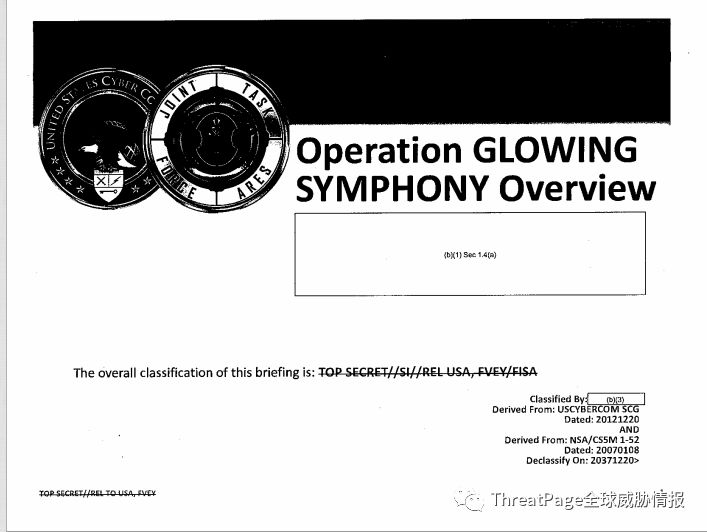 UNITED STATES CYBER CO
JOINT TASK
FORCE ARES
Operation GLOWING
SYMPHONY Overview
(b)(1) Sec 1.4(a)
The overall classification of this briefing is: TOP SECRET//SI//REL USA, FVEY/FISA
Classified By: (b)(3)
Derived From: USCYBERCOM SCG
Dated: 20121220
AND
Derived From: NSA/CSSM 1-52
Dated: 20070108
Declassify On: 20371220>
TOP SECRET//REL TO USA, FVEY
ThreatPage全球威胁情报